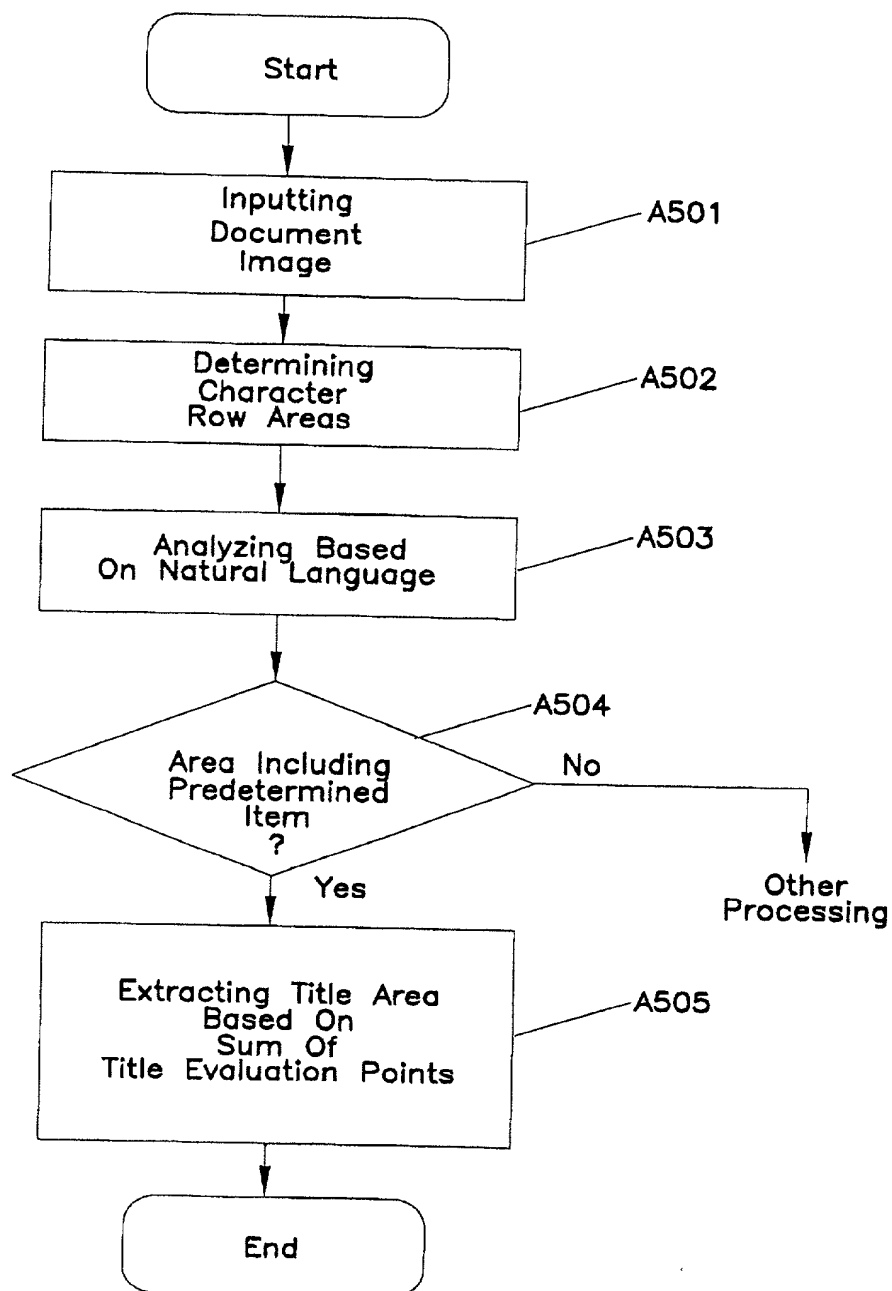 Start
Inputting
Document
Image
A501
Determining
Character
Row Areas
A502
Analyzing Based
On Natural Language
A503
A504
Area Including
Predetermined
Item
?
No
Yes
Other
Processing
Extracting Title Area
Based On
Sum Of
Title Evaluation Points
A505
End